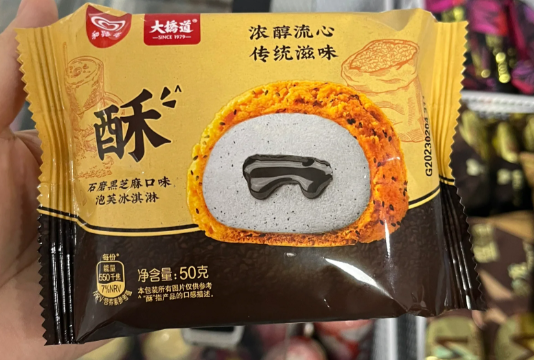 大桥道
—SINCE 1979—
浓醇流心
传统滋味
酥
石磨黑芝麻口味
泡芙冰淇淋
每份*
能量
550千焦
7%NRV
净含量:50克
本包装所有图片仅供参考
"酥"指产品的口感描述。